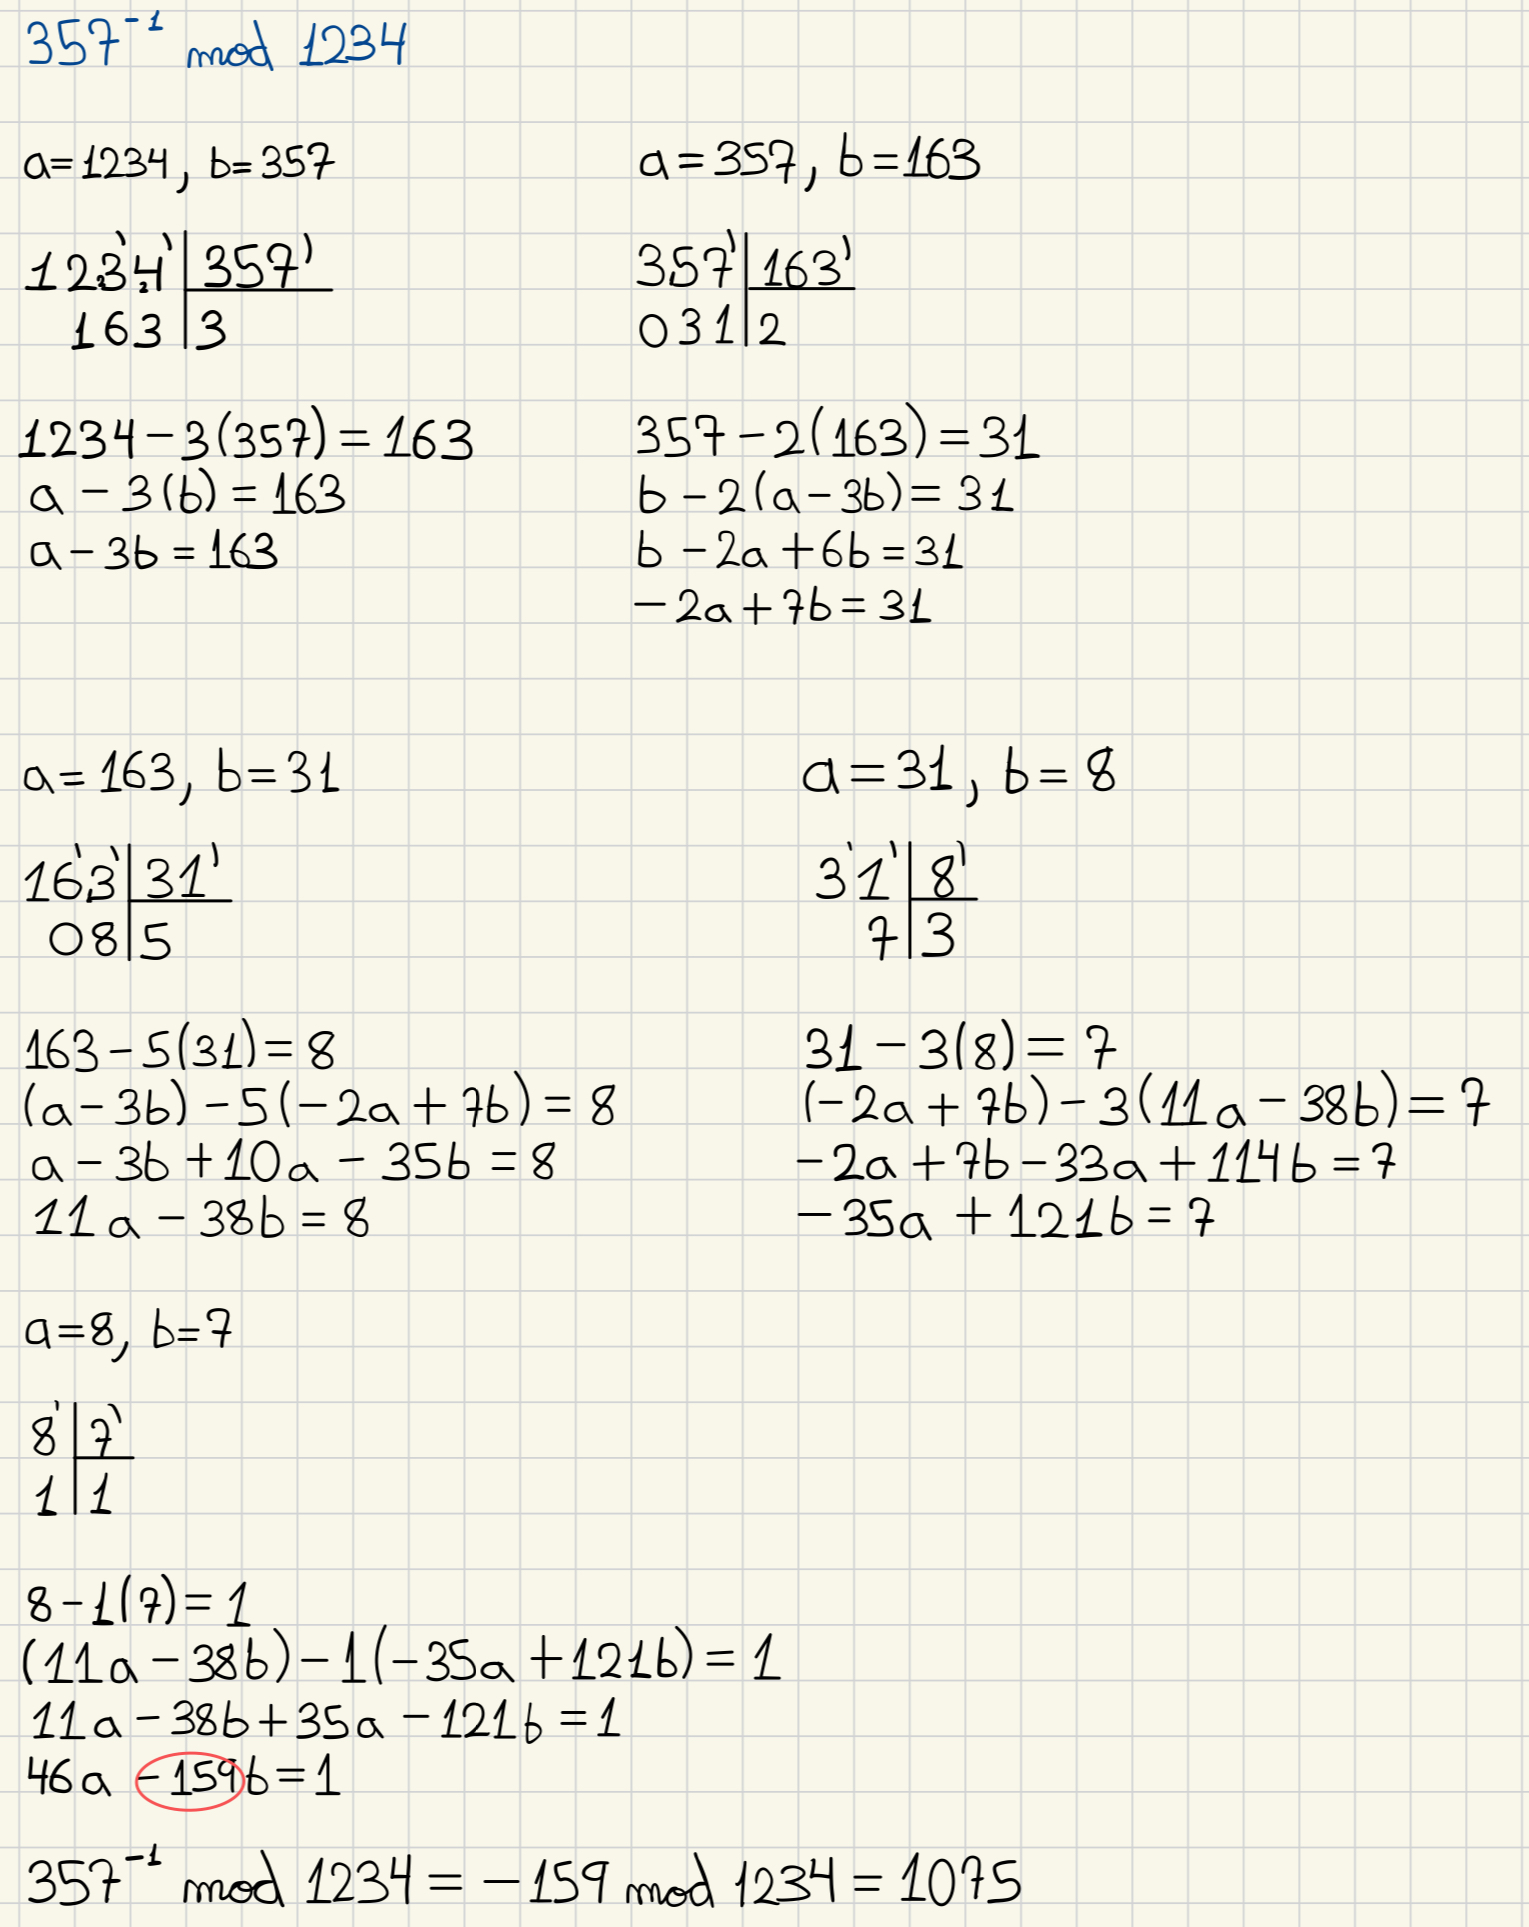 357⁻¹ mod 1234
a=1234, b=357
1234 | 357
163 | 3
1234-3(357)=163
a-3(b)=163
a-3b=163
a=357, b=163
357 | 163
031 | 2
357-2(163)=31
b-2(a-3b)=31
b-2a+6b=31
-2a+7b=31
a=163, b=31
163 | 31
08 | 5
163-5(31)=8
(a-3b)-5(-2a+7b)=8
a-3b+10a-35b=8
11a-38b=8
a=31, b=8
31 | 8
7 | 3
31-3(8)=7
(-2a+7b)-3(11a-38b)=7
-2a+7b-33a+114b=7
-35a+121b=7
a=8, b=7
8 | 7
1 | 1
8-1(7)=1
(11a-38b)-1(-35a+121b)=1
11a-38b+35a-121b=1
46a-159b=1
357⁻¹ mod 1234=-159 mod 1234=1075